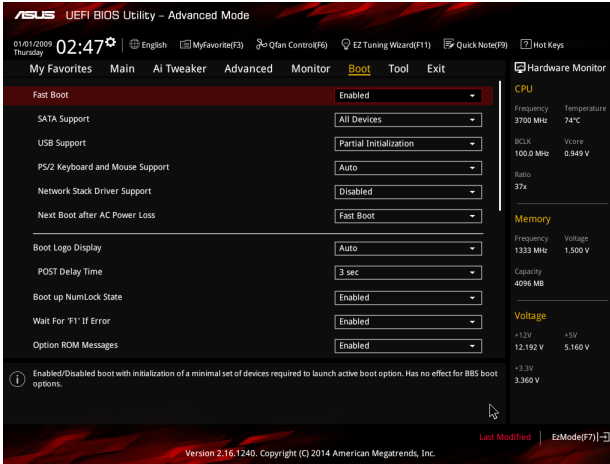 ASUS UEFI BIOS Utility – Advanced Mode
01/01/2009 Thursday 02:47 English MyFavorite(F3) Qfan Control(F6) EZ Tuning Wizard(F11) Quick Note(F9) ? Hot Keys
My Favorites Main Ai Tweaker Advanced Monitor Boot Tool Exit
Fast Boot Enabled
SATA Support All Devices
USB Support Partial Initialization
PS/2 Keyboard and Mouse Support Auto
Network Stack Driver Support Disabled
Next Boot after AC Power Loss Fast Boot
Boot Logo Display Auto
POST Delay Time 3 sec
Boot up NumLock State Enabled
Wait For 'F1' If Error Enabled
Option ROM Messages Enabled
Enabled/Disabled boot with initialization of a minimal set of devices required to launch active boot option. Has no effect for BBS boot
options.
Hardware Monitor
CPU
Frequency Temperature
3700 MHz 74°C
BCLK Vcore
100.0 MHz 0.949 V
Ratio
37x
Memory
Frequency Voltage
1333 MHz 1.500 V
Capacity
4096 MB
Voltage
+12V +5V
12.192 V 5.160 V
+3.3V
3.360 V
Last Modified EzMode(F7)
Version 2.16.1240. Copyright (C) 2014 American Megatrends, Inc.